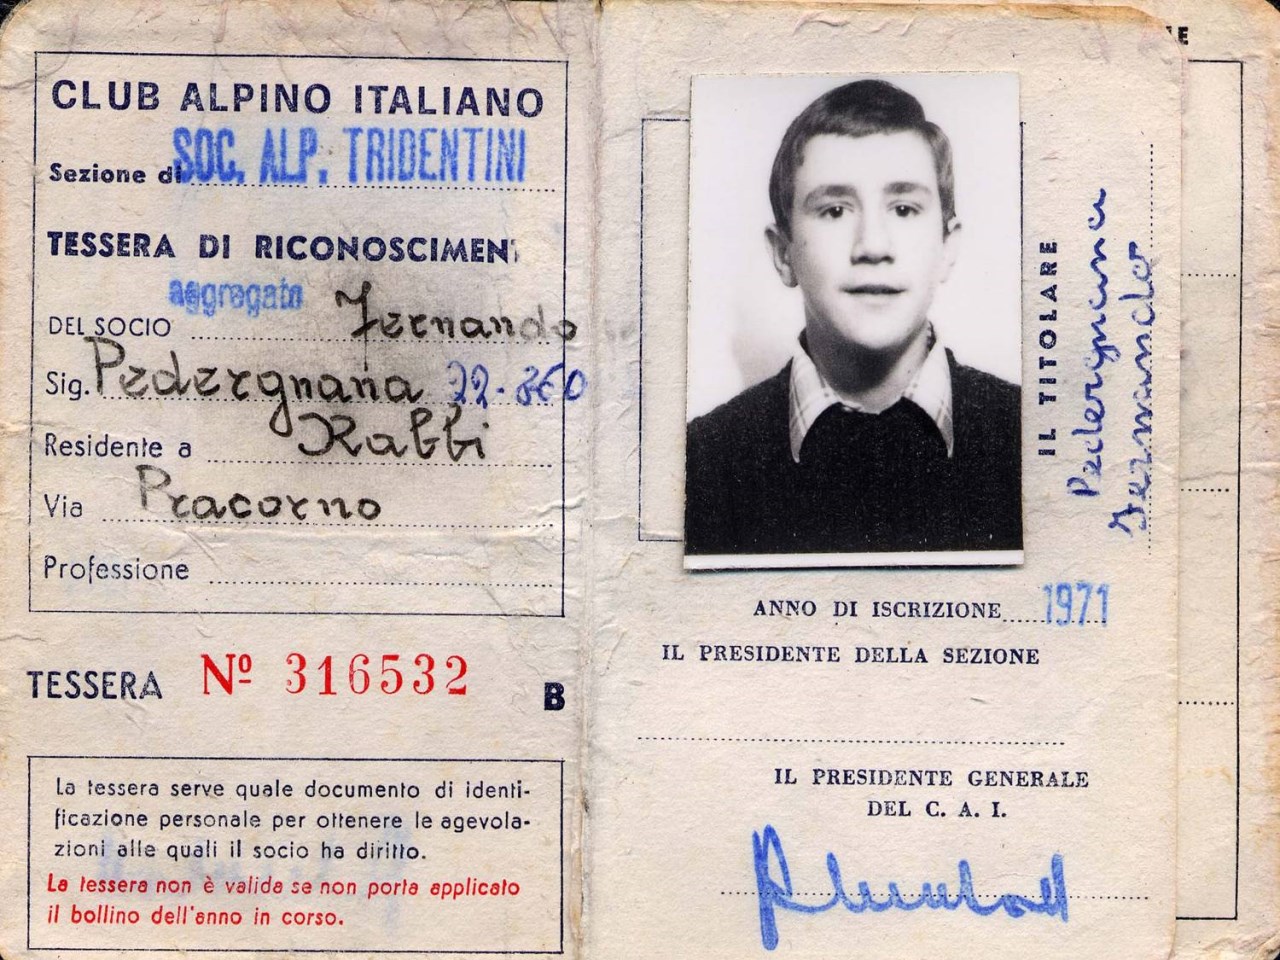 CLUB ALPINO ITALIANO
Sezione di SOC. ALP. TRIDENTINI
TESSERA DI RICONOSCIMEN
aggregato
DEL SOCIO Fernando
Sig. Pedergnana 22-
Residente a Rabbi
Via Pracorno
Professione
TESSERA Nº 316532 B
La tessera serve quale documento di identi-
ficazione personale per ottenere le agevola-
zioni alle quali il socio ha diritto.
La tessera non è valida se non porta applicato
il bollino dell'anno in corso.
IL TITOLARE
Pedergnana
Fernando
ANNO DI ISCRIZIONE 1971
IL PRESIDENTE DELLA SEZIONE
IL PRESIDENTE GENERALE
DEL C. A. I.